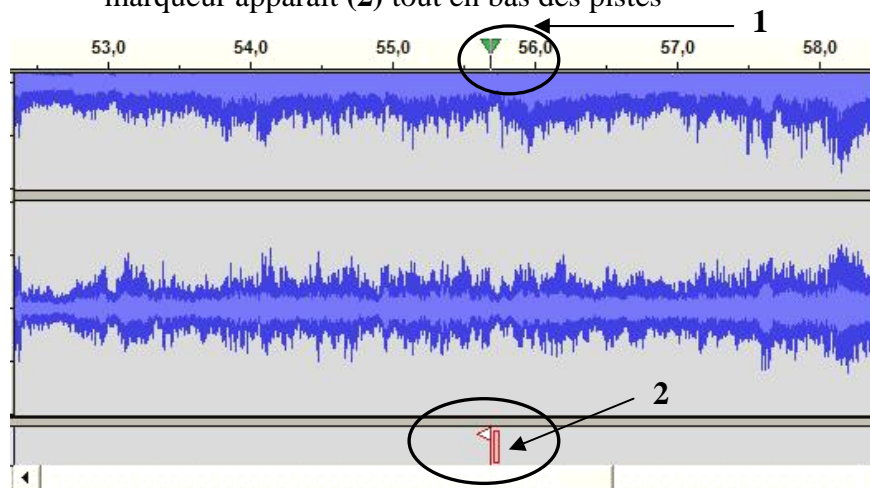 marqueur apparaît (2) tout en bas des pistes
1
53,0 54,0 55,0 56,0 57,0 58,0
2